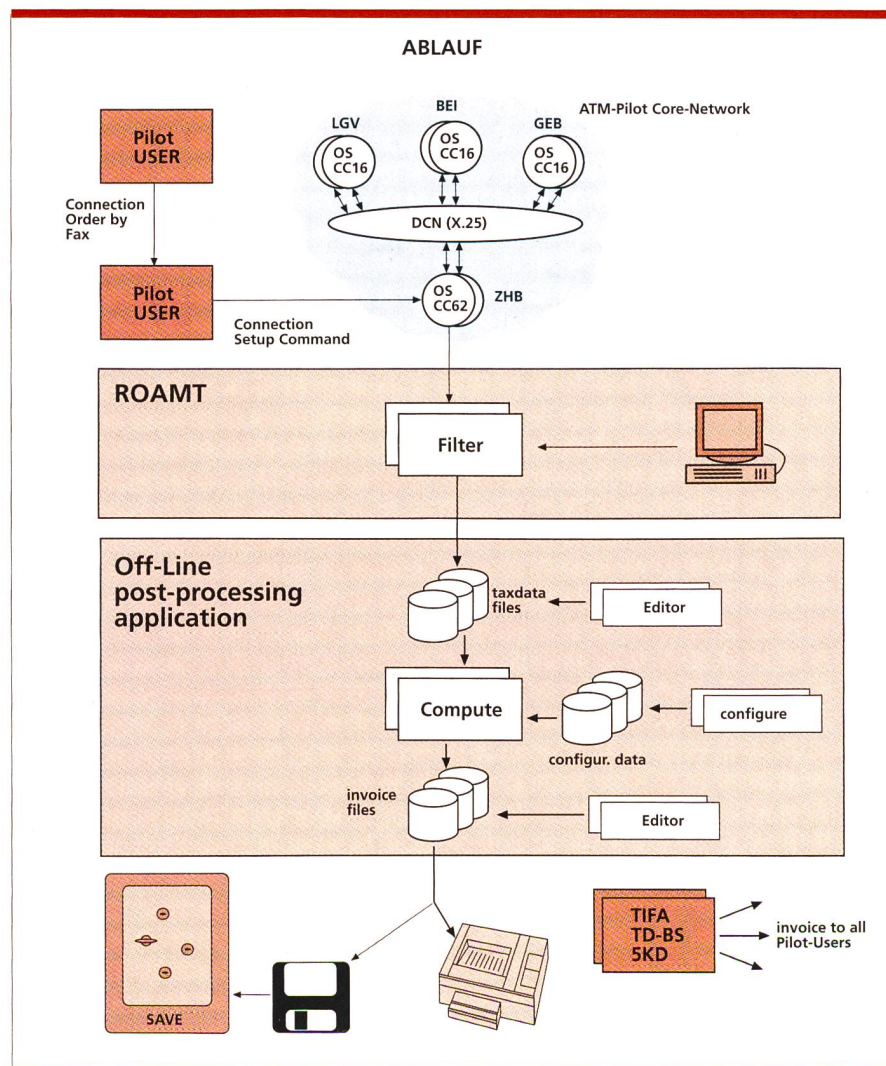 ABLAUF
Pilot
USER
Connection
Order by
Fax
Pilot
USER
Connection
Setup Command
ATM-Pilot Core-Network
LGV
OS
CC16
BEI
OS
CC16
GEB
OS
CC16
DCN (X.25)
OS
CC62
ZHB
ROAMT
Filter
Off-Line
post-processing
application
taxdata
files
Editor
Compute
configur. data
configure
invoice
files
Editor
SAVE
TIFA
TD-BS
5KD
invoice to all
Pilot-Users